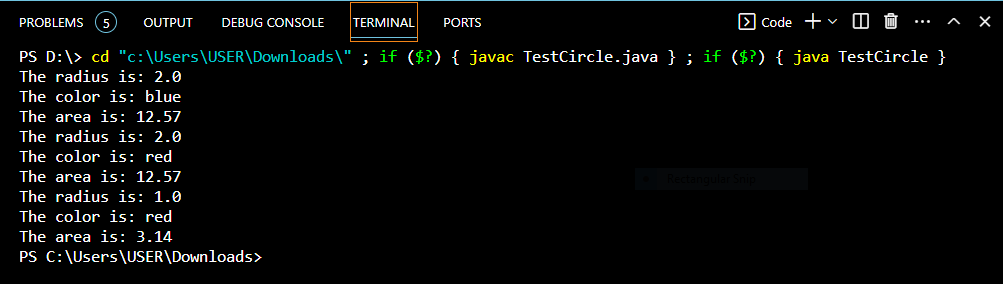 PROBLEMS 5 OUTPUT DEBUG CONSOLE TERMINAL PORTS Code
PS D:\> cd "c:\Users\USER\Downloads\" ; if ($?) { javac TestCircle.java } ; if ($?) { java TestCircle }
The radius is: 2.0
The color is: blue
The area is: 12.57
The radius is: 2.0
The color is: red
The area is: 12.57
Rectangular Snip
The radius is: 1.0
The color is: red
The area is: 3.14
PS C:\Users\USER\Downloads>